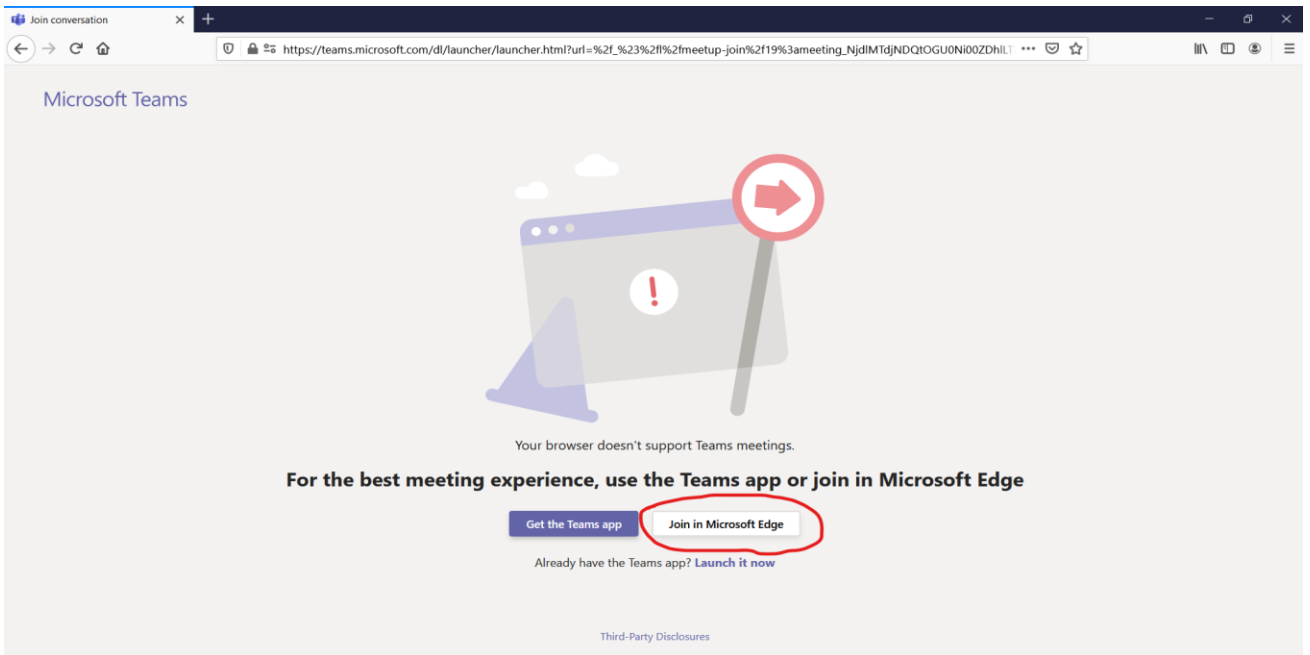 Join conversation
https://teams.microsoft.com/dl/launcher/launcher.html?url=%2f_%23%2fl%2fmeetup-join%2f19%3ameeting_NjdlMTdjNDQtOGU0Ni00ZDhlLT
Microsoft Teams
!
Your browser doesn't support Teams meetings.
For the best meeting experience, use the Teams app or join in Microsoft Edge
Get the Teams app Join in Microsoft Edge
Already have the Teams app? Launch it now
Third-Party Disclosures